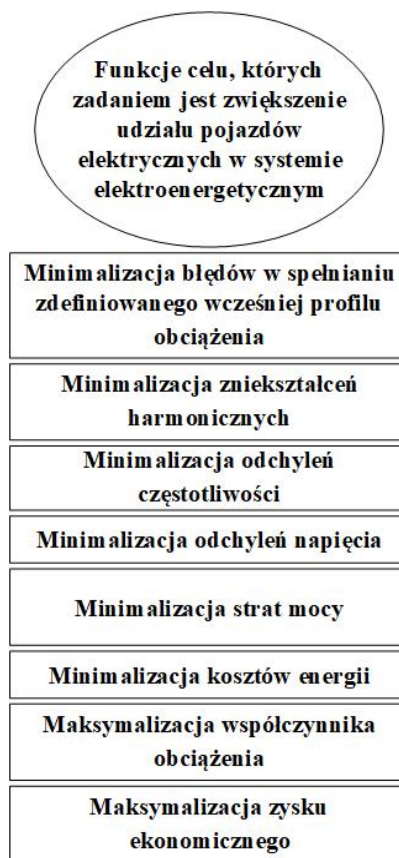 Funkcje celu, których
zadaniem jest zwiększenie
udziału pojazdów
elektrycznych w systemie
elektroenergetycznym
Minimalizacja błędów w spełnianiu
zdefiniowanego wcześniej profilu
obciążenia
Minimalizacja zniekształceń
harmonicznych
Minimalizacja odchyleń
częstotliwości
Minimalizacja odchyleń napięcia
Minimalizacja strat mocy
Minimalizacja kosztów energii
Maksymalizacja współczynnika
obciążenia
Maksymalizacja zysku
ekonomicznego